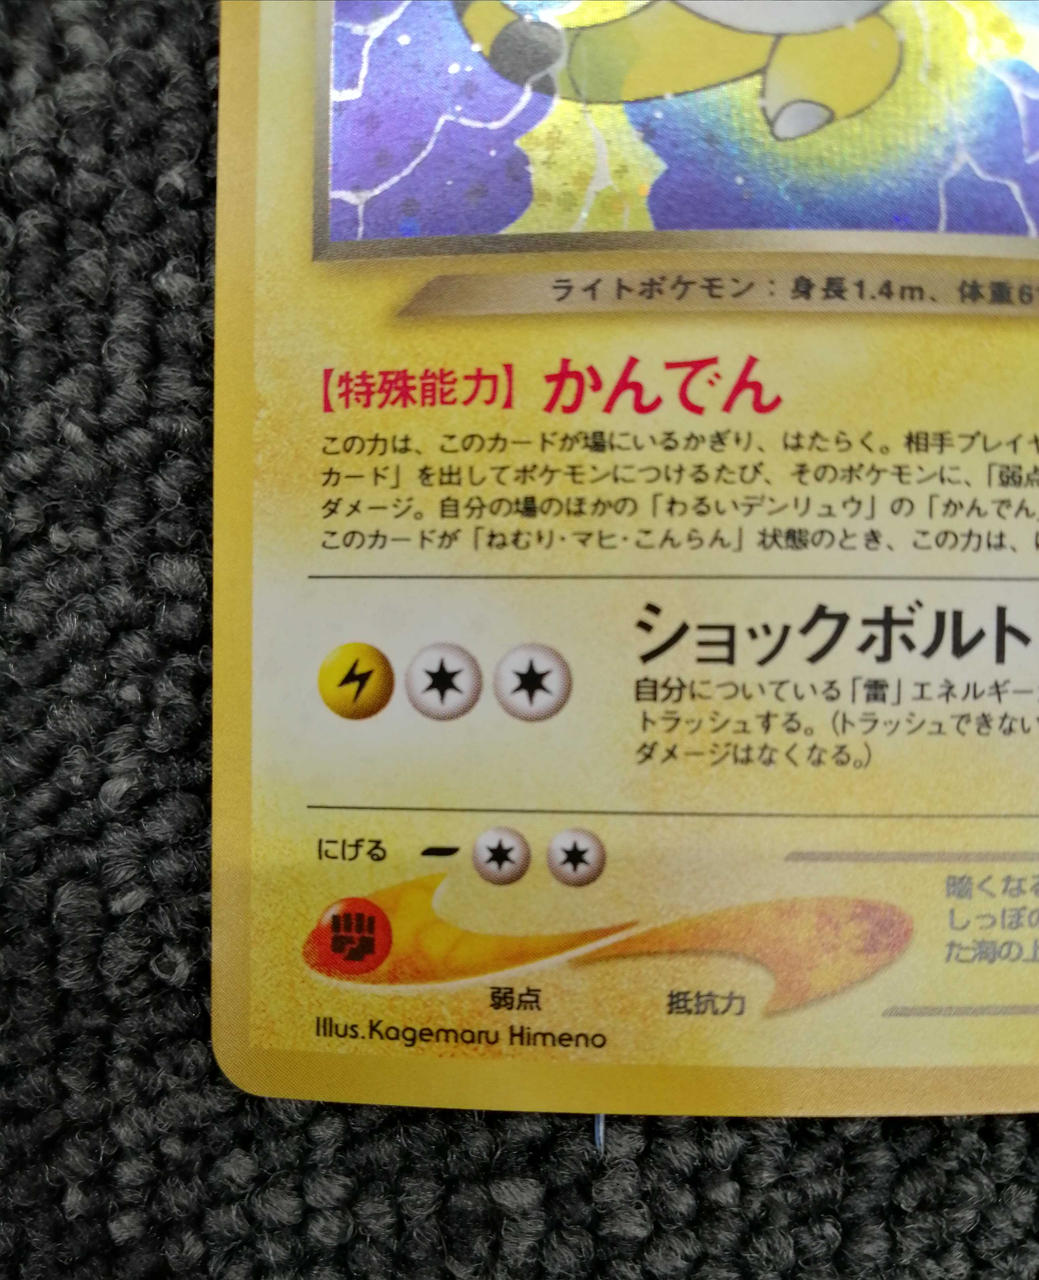 ライトポケモン：身長1.4m、体重6
【特殊能力】かんでん
この力は、このカードが場にいるかぎり、はたらく。相手プレイヤ
カード」を出してポケモンにつけるたび、そのポケモンに、「弱点
ダメージ。自分の場のほかの「わるいデンリュウ」の「かんでん」
このカードが「ねむり・マヒ・こんらん」状態のとき、この力は、は
ショックボルト
自分についている「雷」エネルギー
トラッシュする。（トラッシュできない
ダメージはなくなる。）
にげる
暗くなる
しっぽの
た海の上
弱点
抵抗力
Illus.Kagemaru Himeno